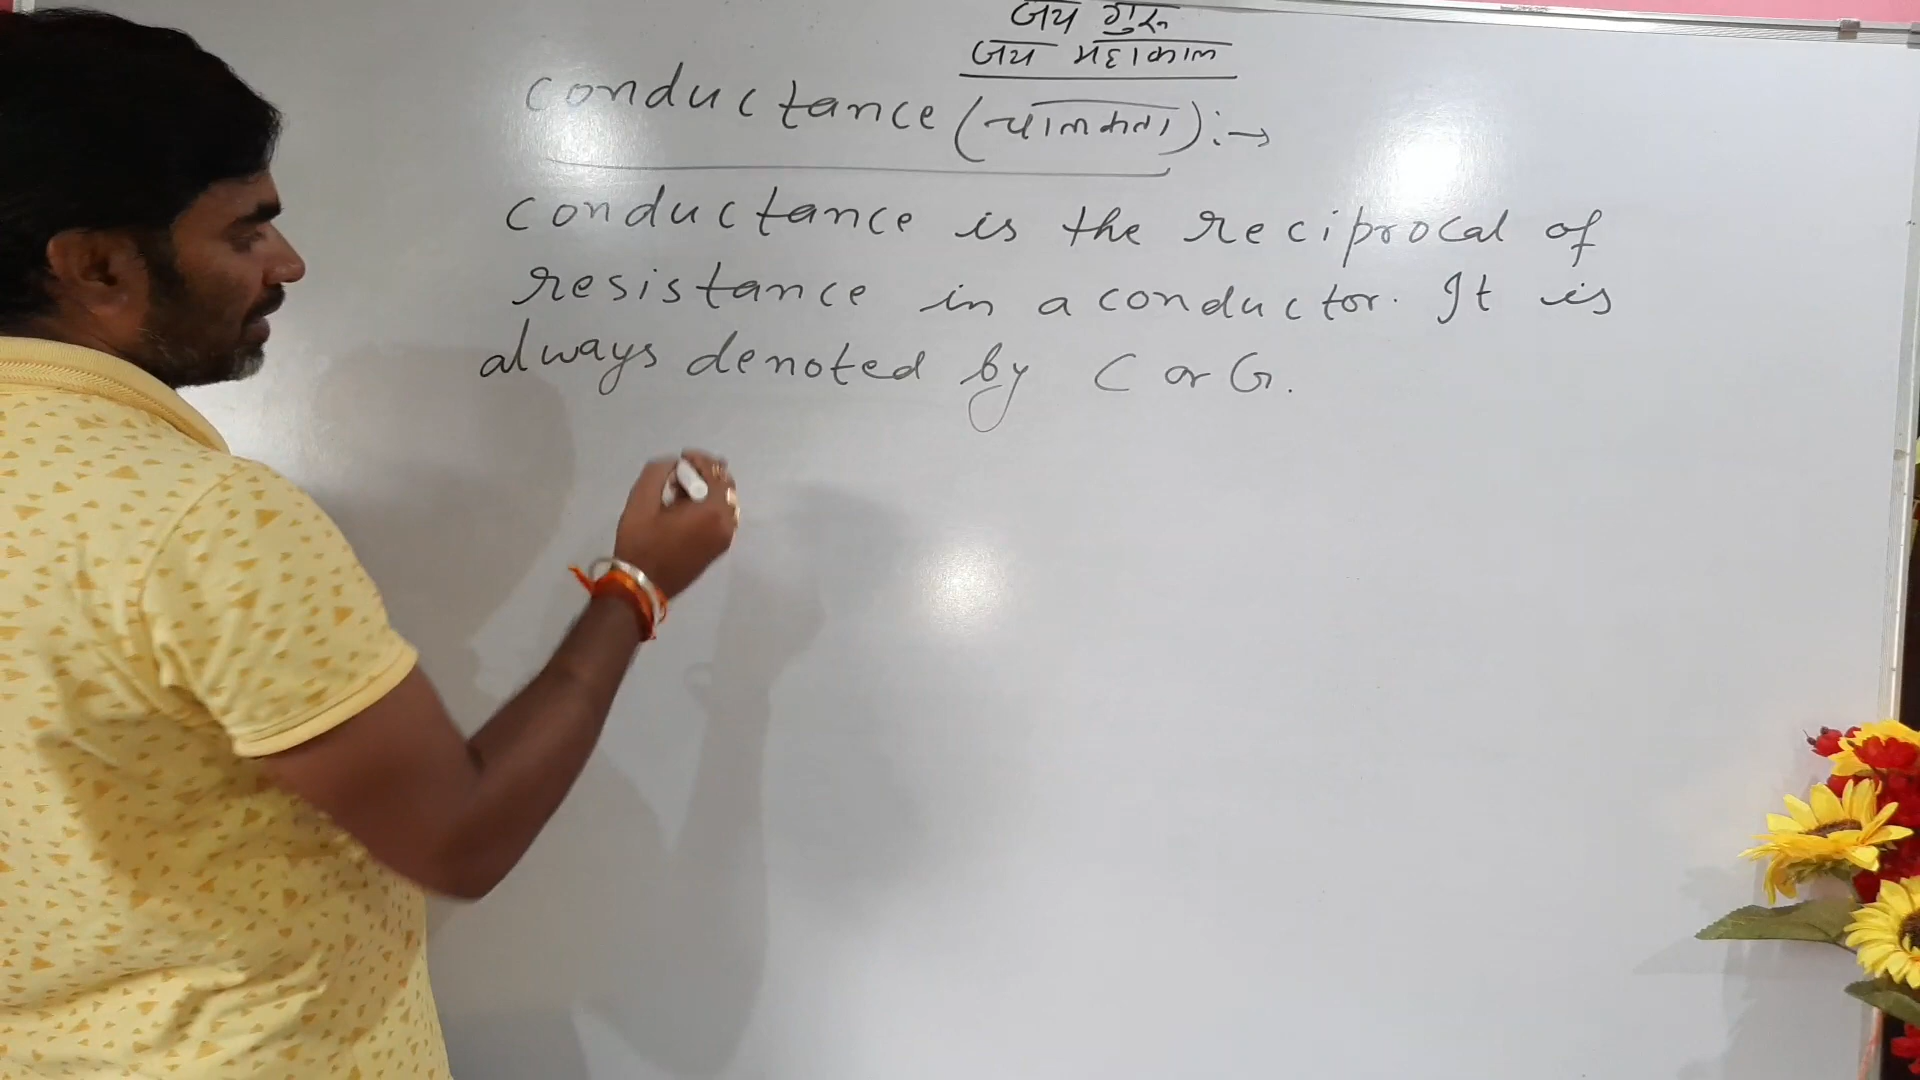 जय गुरु
जय महाकाल
conductance (चालकता) :→
conductance is the reciprocal of
resistance in a conductor. It is
always denoted by C or G.